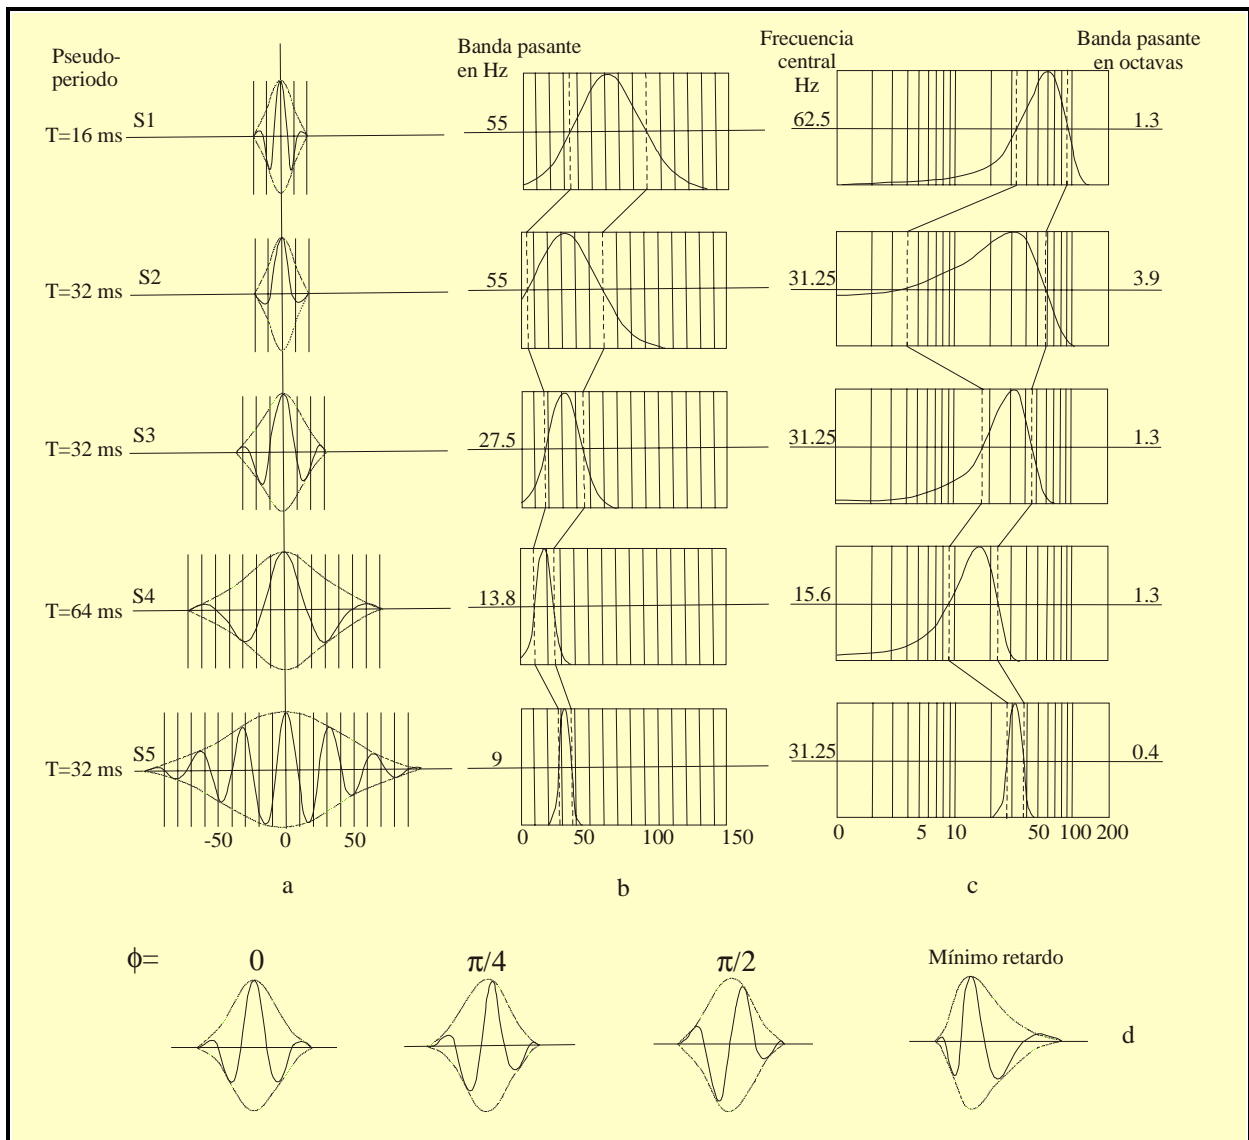 Pseudo-
periodo
Banda pasante
en Hz
Frecuencia
central
Hz
Banda pasante
en octavas
T=16 ms S1 55 62.5 1.3
T=32 ms S2 55 31.25 3.9
T=32 ms S3 27.5 31.25 1.3
T=64 ms S4 13.8 15.6 1.3
T=32 ms S5 9 31.25 0.4
-50 0 50 0 50 100 150 0 5 10 50 100 200
a b c
ϕ= 0 π/4 π/2 Mínimo retardo
d